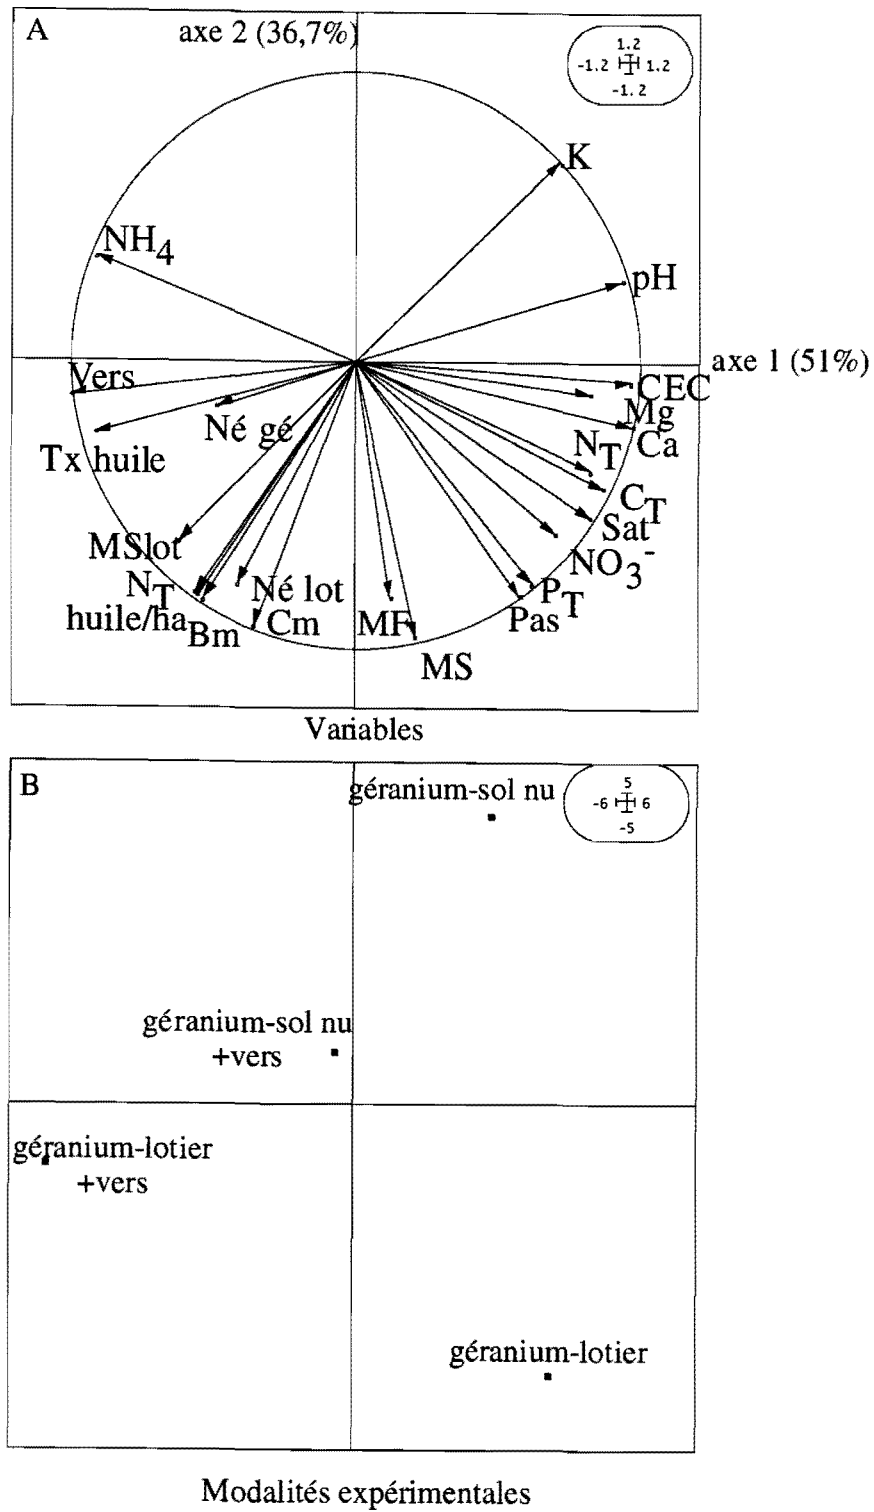 A
axe 2 (36,7%)
1.2
-1.2 1.2
-1.2
K
NH4
pH
axe 1 (51%)
Vers
CEC
Né gé
Mg
NT
Ca
Tx huile
CT
Sat
MSlot
NO3-
NT
Né lot
PT
huile/ha
Bm
Cm
MF
Pas
MS
Variables
B
géranium-sol nu
5
-6 6
-5
géranium-sol nu
+vers
géranium-lotier
+vers
géranium-lotier
Modalités expérimentales